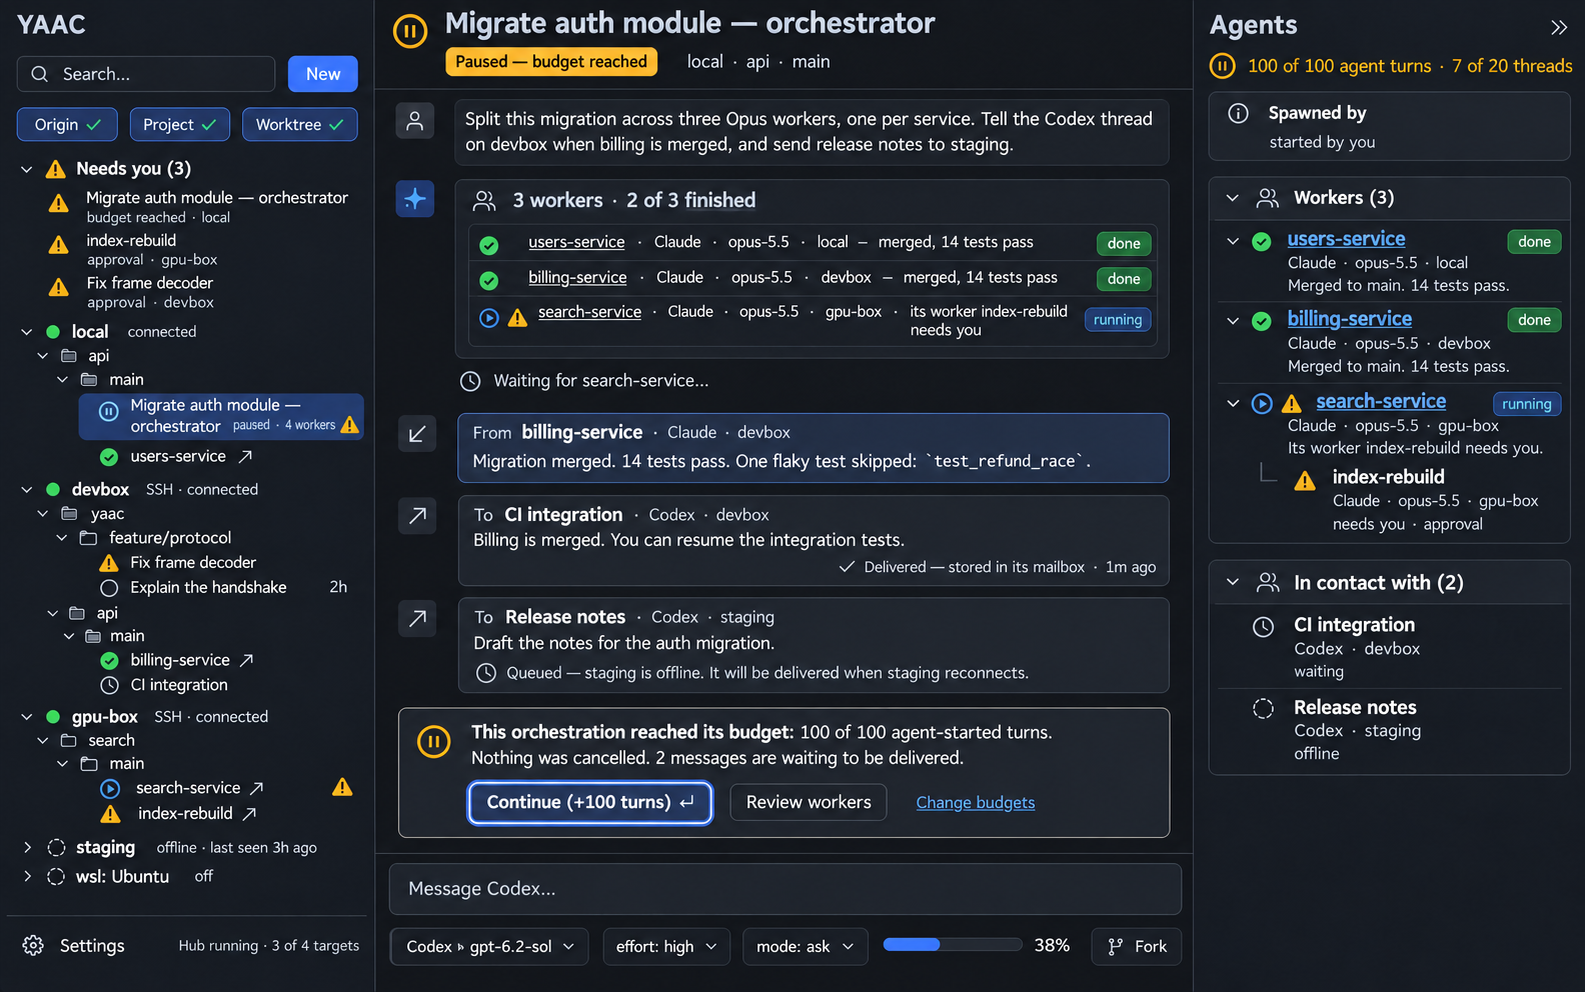 YAAC
Search...
New
Origin ✓
Project ✓
Worktree ✓
Needs you (3)
Migrate auth module — orchestrator
budget reached · local
index-rebuild
approval · gpu-box
Fix frame decoder
approval · devbox
local connected
api
main
Migrate auth module —
orchestrator paused · 4 workers
users-service ↗
devbox SSH · connected
yaac
feature/protocol
Fix frame decoder
Explain the handshake 2h
api
main
billing-service ↗
CI integration
gpu-box SSH · connected
search
main
search-service ↗
index-rebuild ↗
staging offline · last seen 3h ago
wsl: Ubuntu off
Settings Hub running · 3 of 4 targets
Migrate auth module — orchestrator
Paused — budget reached local · api · main
Split this migration across three Opus workers, one per service. Tell the Codex thread
on devbox when billing is merged, and send release notes to staging.
3 workers · 2 of 3 finished
users-service · Claude · opus-5.5 · local — merged, 14 tests pass done
billing-service · Claude · opus-5.5 · devbox — merged, 14 tests pass done
search-service · Claude · opus-5.5 · gpu-box · its worker index-rebuild
needs you
running
Waiting for search-service...
From billing-service · Claude · devbox
Migration merged. 14 tests pass. One flaky test skipped: `test_refund_race`.
To CI integration · Codex · devbox
Billing is merged. You can resume the integration tests.
✓ Delivered — stored in its mailbox · 1m ago
To Release notes · Codex · staging
Draft the notes for the auth migration.
Queued — staging is offline. It will be delivered when staging reconnects.
This orchestration reached its budget: 100 of 100 agent-started turns.
Nothing was cancelled. 2 messages are waiting to be delivered.
Continue (+100 turns) ↵
Review workers
Change budgets
Message Codex...
Codex » gpt-6.2-sol
effort: high
mode: ask
38%
Fork
Agents
100 of 100 agent turns · 7 of 20 threads
Spawned by
started by you
Workers (3)
users-service done
Claude · opus-5.5 · local
Merged to main. 14 tests pass.
billing-service done
Claude · opus-5.5 · devbox
Merged to main. 14 tests pass.
search-service running
Claude · opus-5.5 · gpu-box
Its worker index-rebuild needs you.
index-rebuild
Claude · opus-5.5 · gpu-box
needs you · approval
In contact with (2)
CI integration
Codex · devbox
waiting
Release notes
Codex · staging
offline